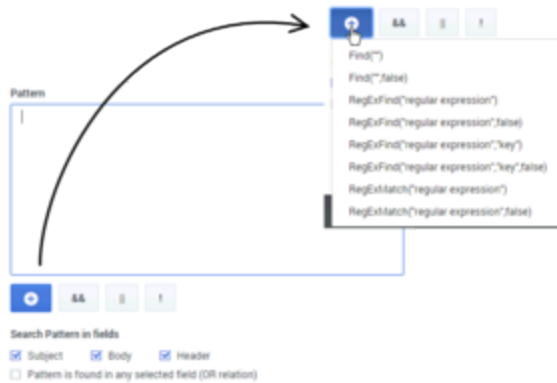 && || !
Find("")
Find("",false)
Pattern
RegExFind("regular expression")
RegExFind("regular expression",false)
RegExFind("regular expression","key")
RegExFind("regular expression","key",false)
RegExMatch("regular expression")
RegExMatch("regular expression",false)
&& || !
Search Pattern in fields
Subject Body Header
Pattern is found in any selected field (OR relation)